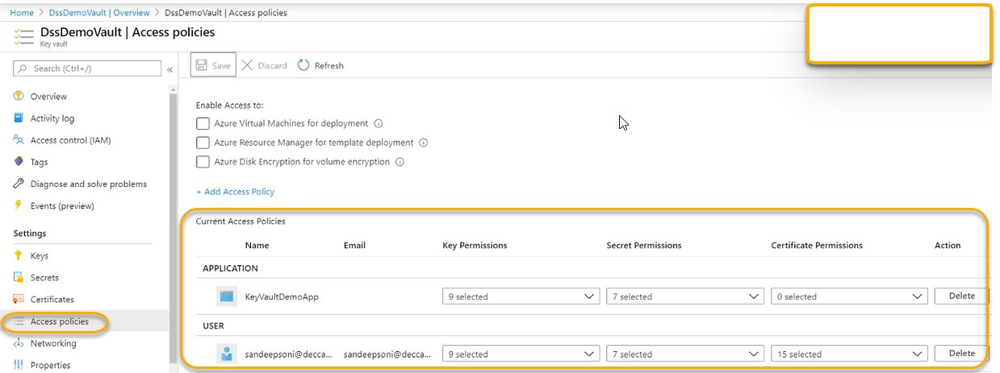 Home > DssDemoVault | Overview > DssDemoVault | Access policies
DssDemoVault | Access policies
Key vault
Search (Ctrl+/)
«
Save
Discard
Refresh
Overview
Activity log
Access control (IAM)
Tags
Diagnose and solve problems
Events (preview)
Settings
Keys
Secrets
Certificates
Access policies
Networking
Properties
Enable Access to:
Azure Virtual Machines for deployment
Azure Resource Manager for template deployment
Azure Disk Encryption for volume encryption
+ Add Access Policy
Current Access Policies
Name Email Key Permissions Secret Permissions Certificate Permissions Action
APPLICATION
KeyVaultDemoApp 9 selected 7 selected 0 selected Delete
USER
sandeepsoni@decca... sandeepsoni@decca... 9 selected 7 selected 15 selected Delete